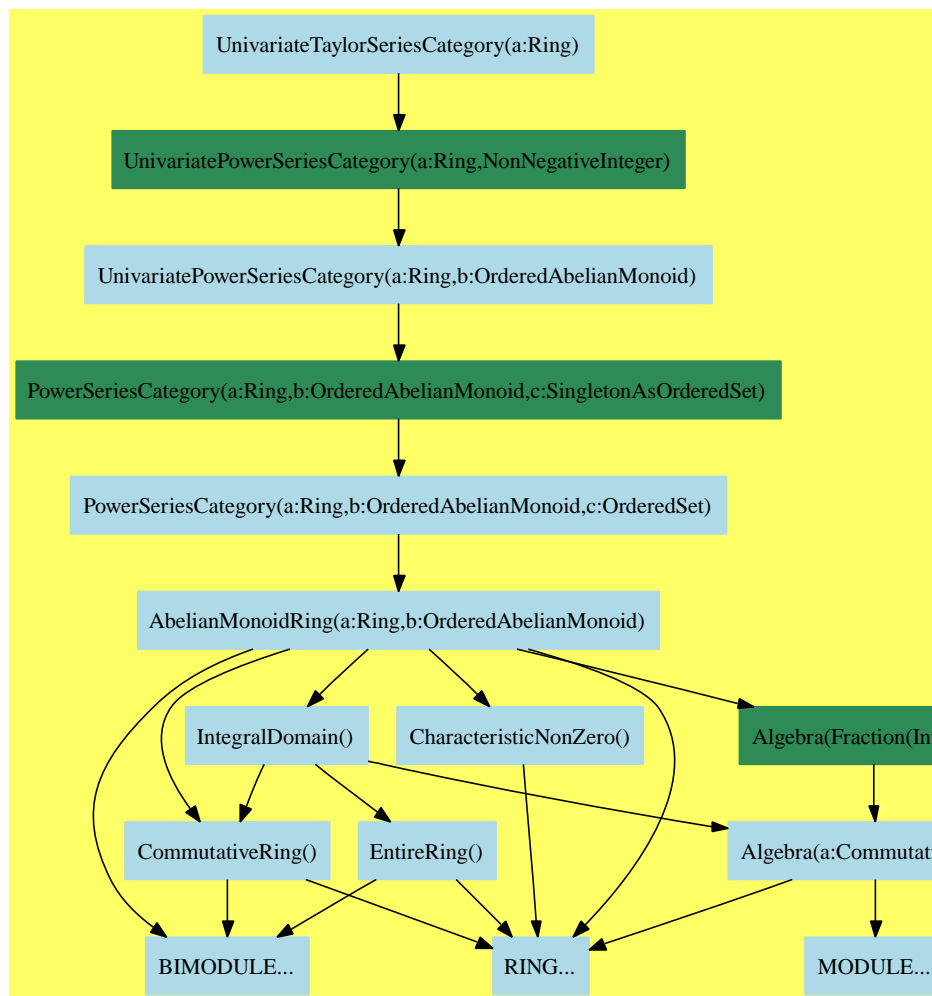 UnivariateTaylorSeriesCategory(a:Ring)
UnivariatePowerSeriesCategory(a:Ring,NonNegativeInteger)
UnivariatePowerSeriesCategory(a:Ring,b:OrderedAbelianMonoid)
PowerSeriesCategory(a:Ring,b:OrderedAbelianMonoid,c:SingletonAsOrderedSet)
PowerSeriesCategory(a:Ring,b:OrderedAbelianMonoid,c:OrderedSet)
AbelianMonoidRing(a:Ring,b:OrderedAbelianMonoid)
IntegralDomain()
CharacteristicNonZero()
Algebra(Fraction(In
CommutativeRing()
EntireRing()
Algebra(a:Commutati
BIMODULE...
RING...
MODULE...